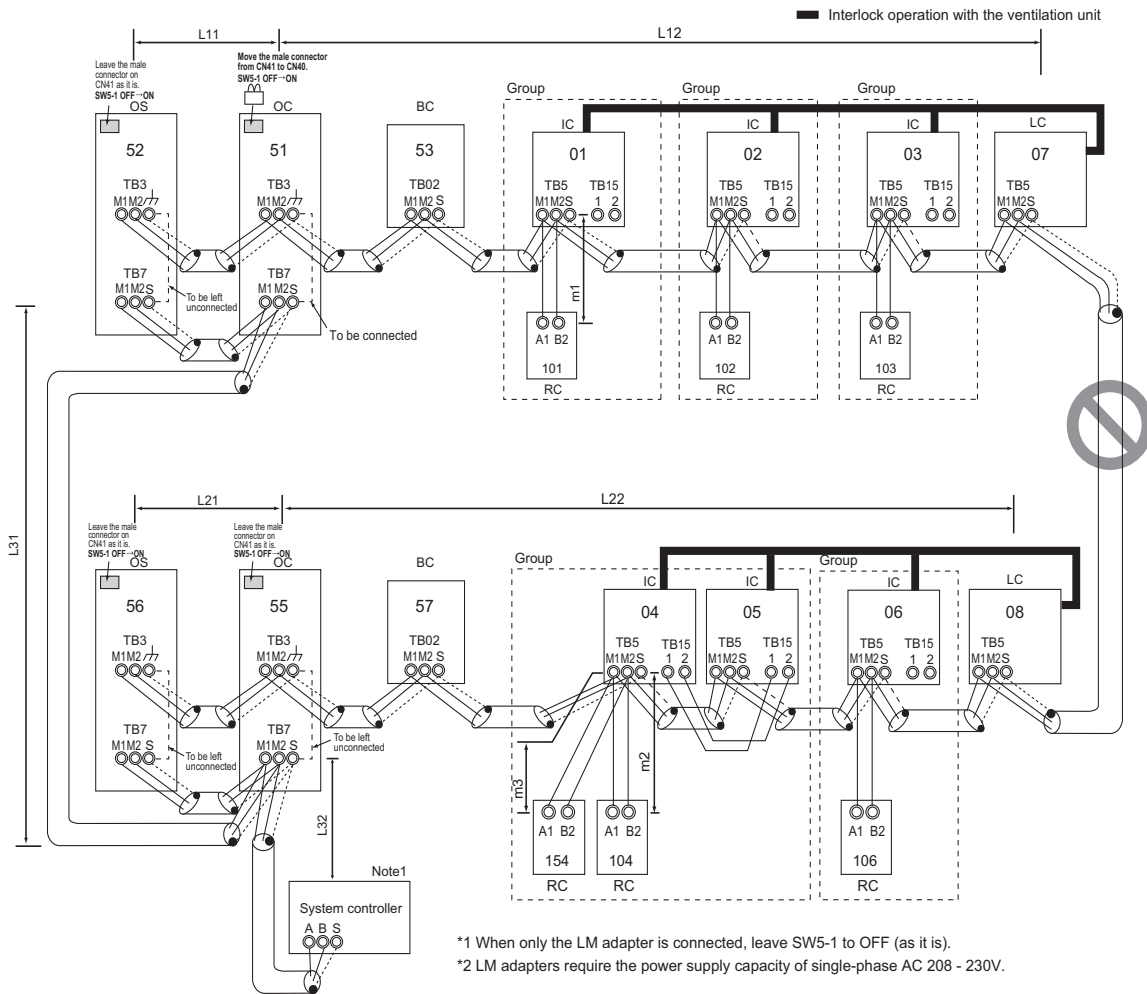 Interlock operation with the ventilation unit
L11
L12
Leave the male
connector on
CN41 as it is.
SW5-1 OFF→ON
Move the male connector
from CN41 to CN40.
SW5-1 OFF→ON
OS
OC
BC
Group
Group
Group
IC
IC
IC
LC
52
51
53
01
02
03
07
TB3
TB3
TB02
TB5 TB15
TB5 TB15
TB5 TB15
TB5
M1M2
M1M2
M1M2 S
M1M2S 1 2
M1M2S 1 2
M1M2S 1 2
M1M2S
TB7
TB7
M1M2S
M1M2S
To be left
unconnected
To be connected
m1
A1 B2
A1 B2
A1 B2
101
102
103
RC
RC
RC
L31
L21
L22
Leave the male
connector on
CN41 as it is.
SW5-1 OFF→ON
Leave the male
connector on
CN41 as it is.
SW5-1 OFF→ON
OS
OC
BC
Group
Group
IC
IC
IC
LC
56
55
57
04
05
06
08
TB3
TB3
TB02
TB5 TB15
TB5 TB15
TB5 TB15
TB5
M1M2
M1M2
M1M2 S
M1M2S 1 2
M1M2S 1 2
M1M2S 1 2
M1M2S
TB7
TB7
M1M2 S
M1M2 S
To be left
unconnected
To be left
unconnected
m3
m2
L32
A1 B2
A1 B2
A1 B2
154
104
106
RC
RC
RC
Note1
System controller
A B S
*1 When only the LM adapter is connected, leave SW5-1 to OFF (as it is).
*2 LM adapters require the power supply capacity of single-phase AC 208 - 230V.